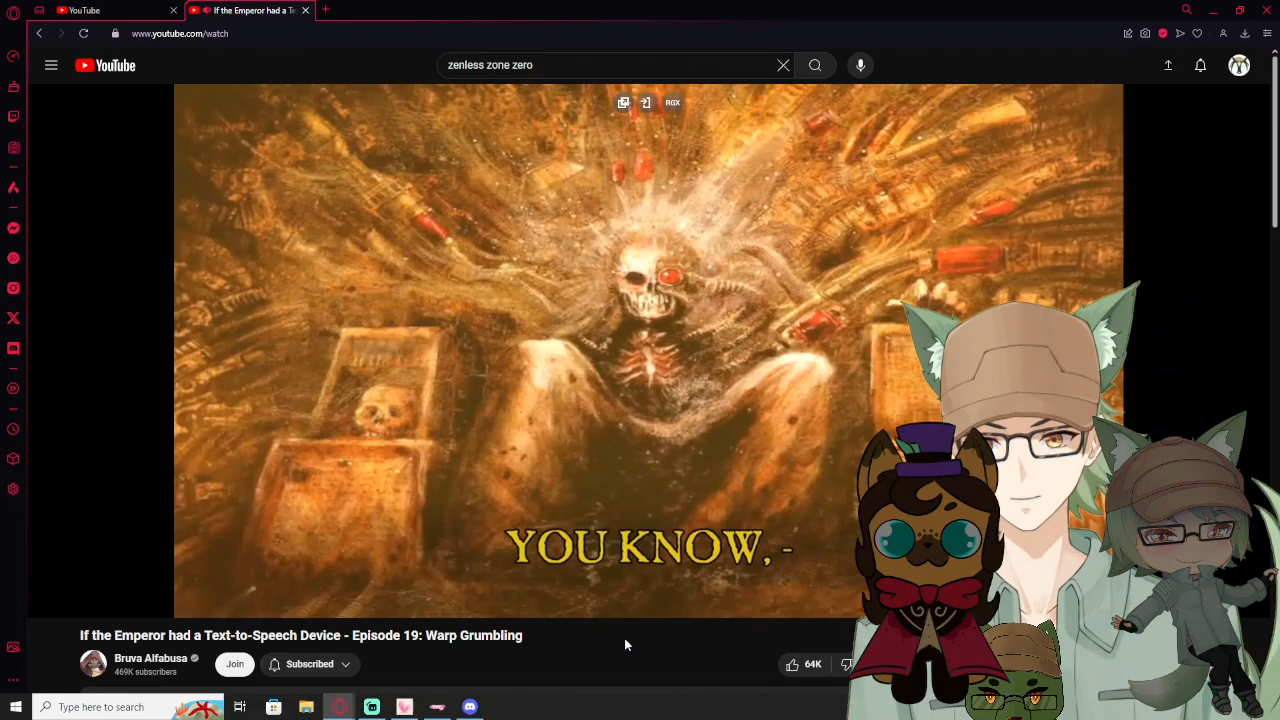 YouTube
If the Emperor had a Te
www.youtube.com/watch
YouTube
zenless zone zero
RGX
YOU KNOW, -
If the Emperor had a Text-to-Speech Device - Episode 19: Warp Grumbling
Bruva Alfabusa
469K subscribers
Join
Subscribed
64K
Type here to search